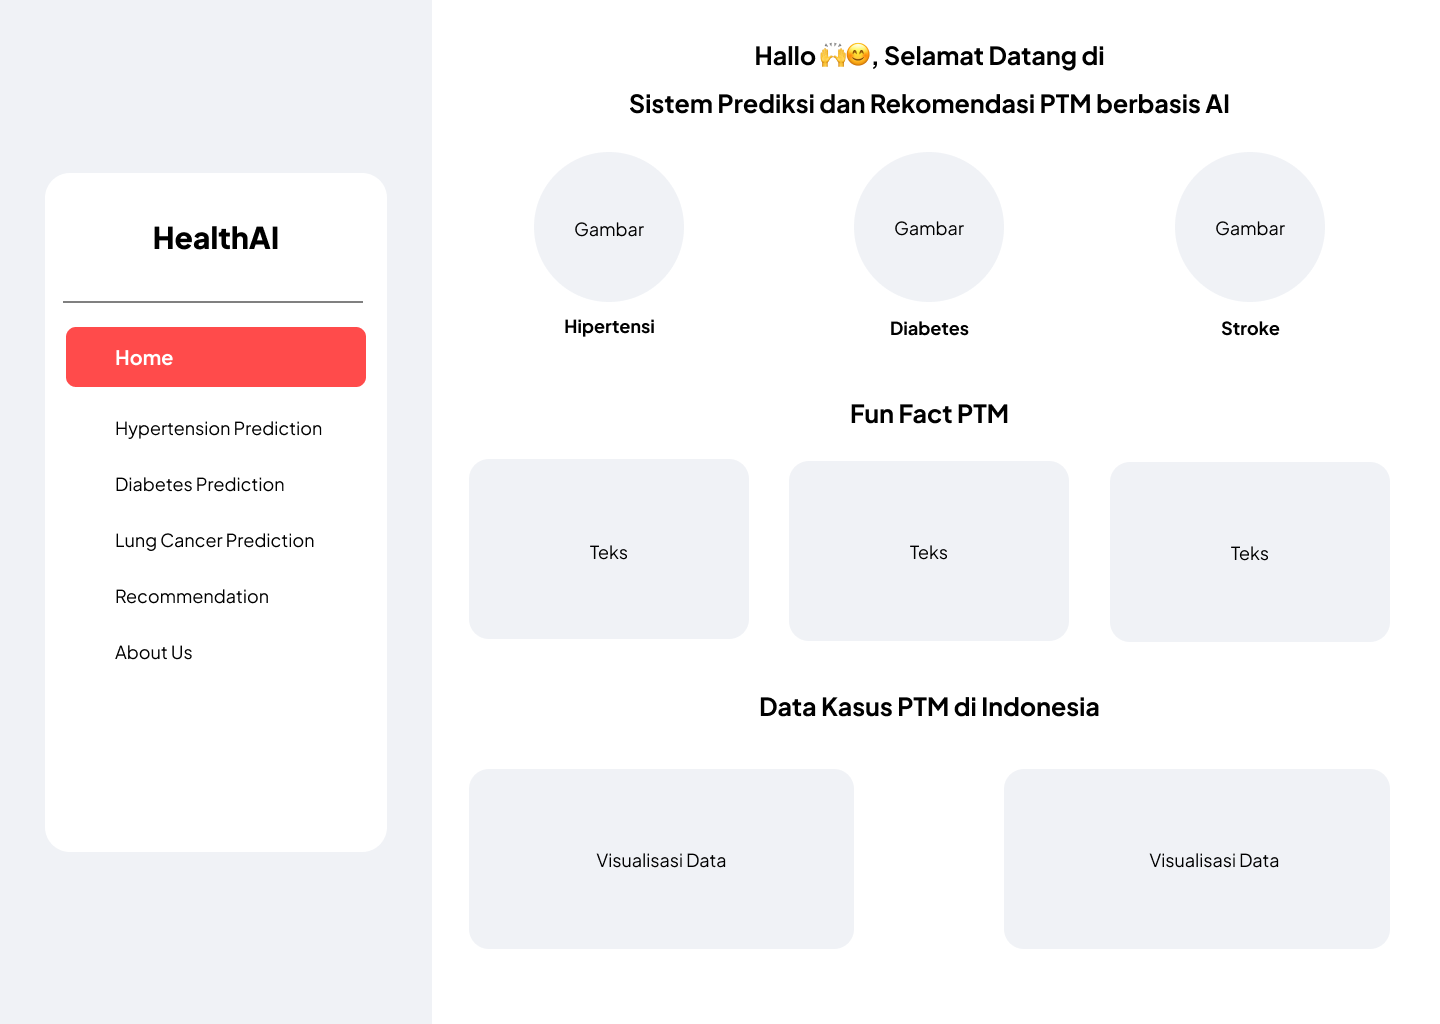 HealthAI
Home
Hypertension Prediction
Diabetes Prediction
Lung Cancer Prediction
Recommendation
About Us
Hallo 🙌😊, Selamat Datang di
Sistem Prediksi dan Rekomendasi PTM berbasis AI
Gambar
Gambar
Gambar
Hipertensi
Diabetes
Stroke
Fun Fact PTM
Teks
Teks
Teks
Data Kasus PTM di Indonesia
Visualisasi Data
Visualisasi Data